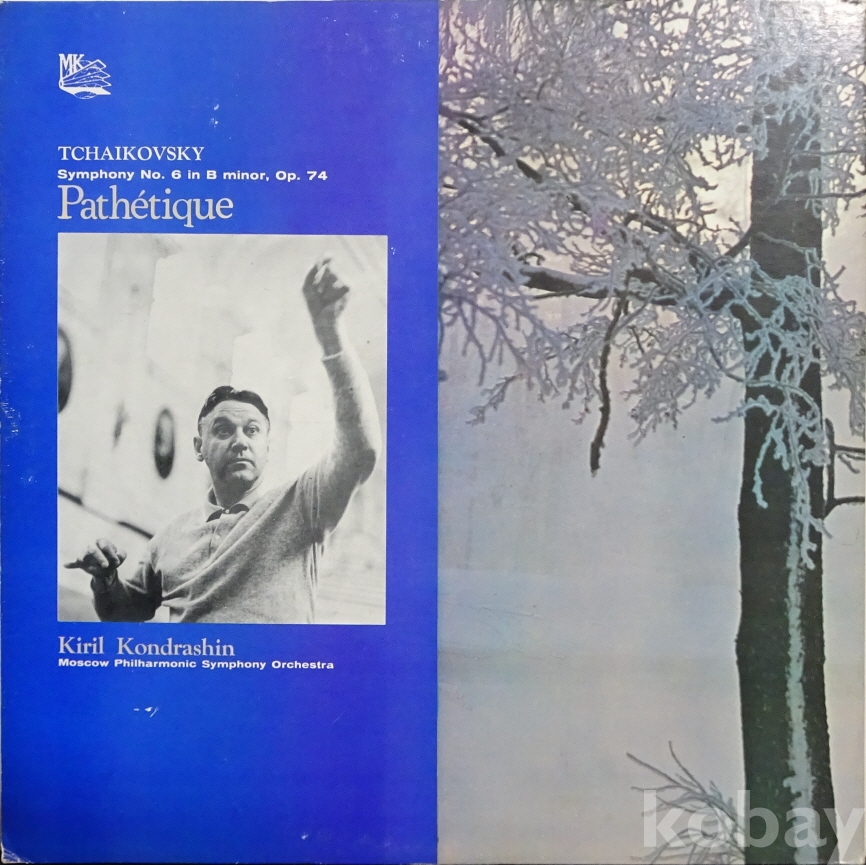 MK
TCHAIKOVSKY
Symphony No. 6 in B minor, Op. 74
Pathétique
Kiril Kondrashin
Moscow Philharmonic Symphony Orchestra
kobay